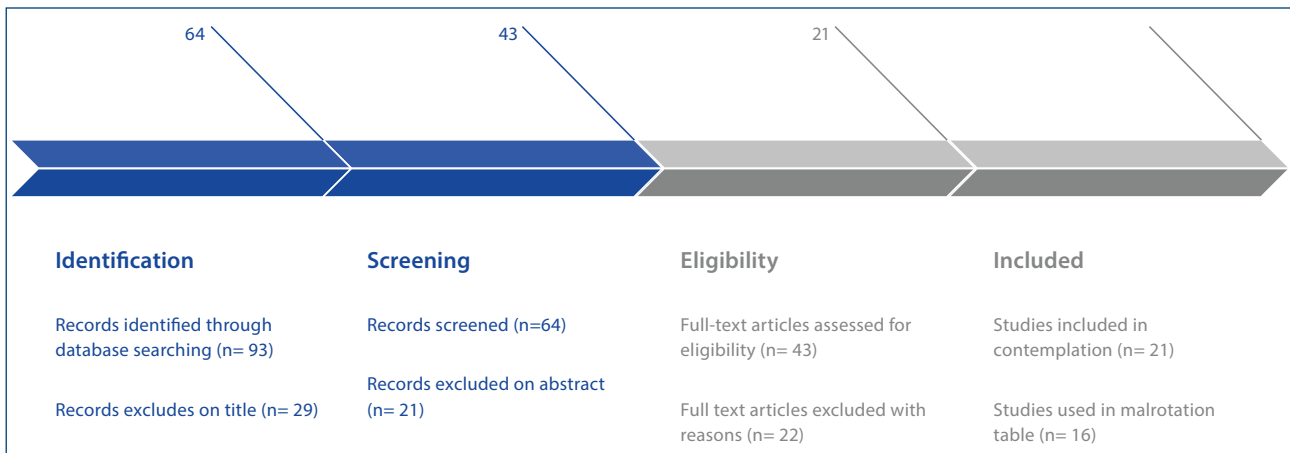 64
43
21
Identification
Records identified through
database searching (n= 93)
Records excludes on title (n= 29)
Screening
Records screened (n=64)
Records excluded on abstract
(n= 21)
Eligibility
Full-text articles assessed for
eligibility (n= 43)
Full text articles excluded with
reasons (n= 22)
Included
Studies included in
contemplation (n= 21)
Studies used in malrotation
table (n= 16)